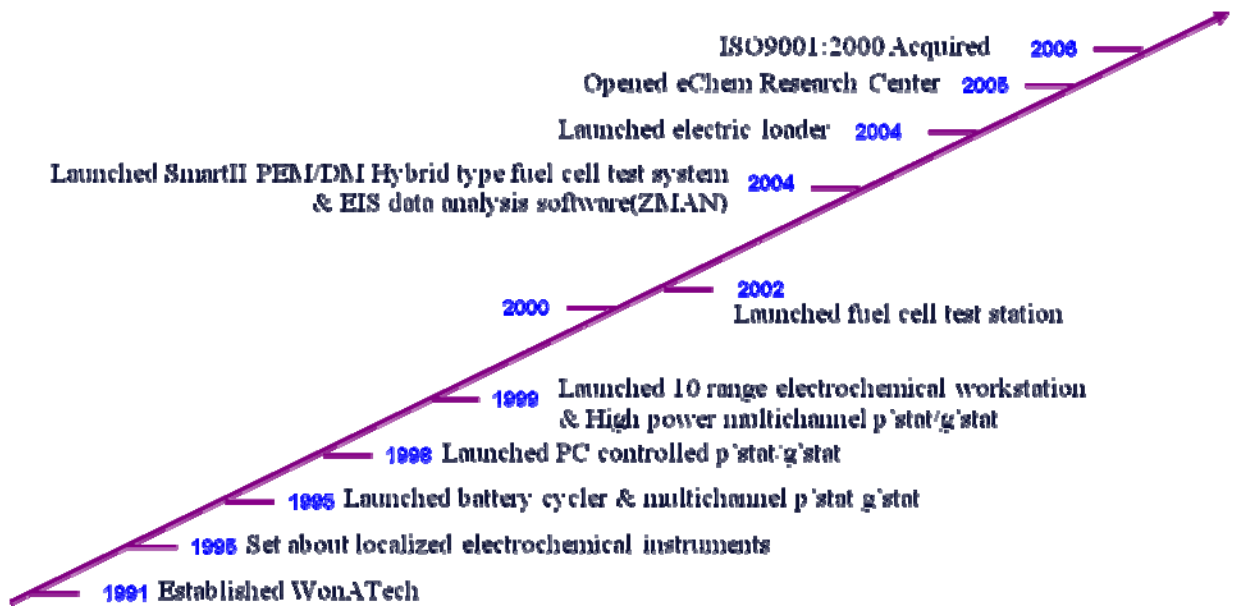 ISO9001:2000 Acquired 2006
Opened eChem Research Center 2005
Launched electric loader 2004
Launched SmartII PEM/DM Hybrid type fuel cell test system 2004
& EIS data analysis software(ZMAN)
2000
2002
Launched fuel cell test station
1999 Launched 10 range electrochemical workstation
& High power multichannel p'stat/g'stat
1998 Launched PC controlled p'stat/g'stat
1995 Launched battery cycler & multichannel p'stat g'stat
1995 Set about localized electrochemical instruments
1991 Established WonATech